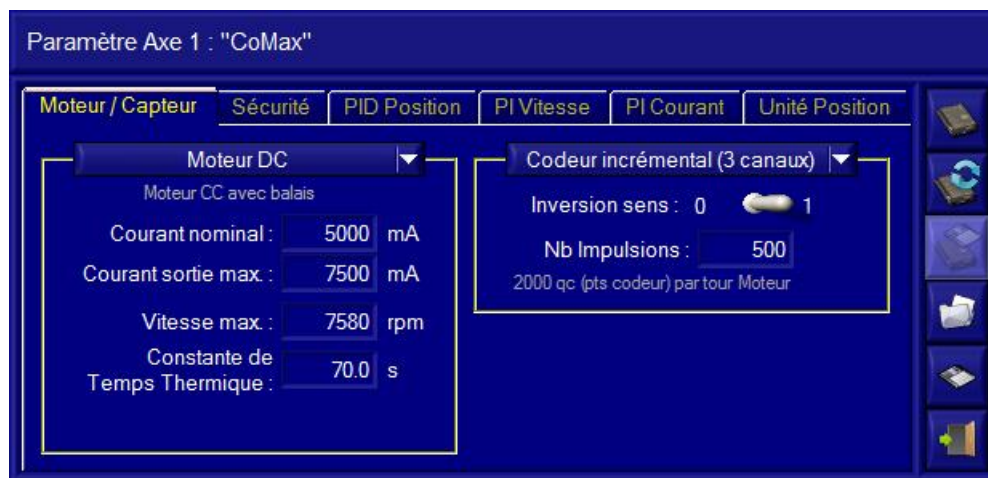 Paramètre Axe 1 : "CoMax"
Moteur / Capteur Sécurité PID Position PI Vitesse PI Courant Unité Position
Moteur DC
Moteur CC avec balais
Courant nominal : 5000 mA
Courant sortie max. : 7500 mA
Vitesse max. : 7580 rpm
Constante de
Temps Thermique : 70.0 s
Codeur incrémental (3 canaux)
Inversion sens : 0 1
Nb Impulsions : 500
2000 qc (pts codeur) par tour Moteur